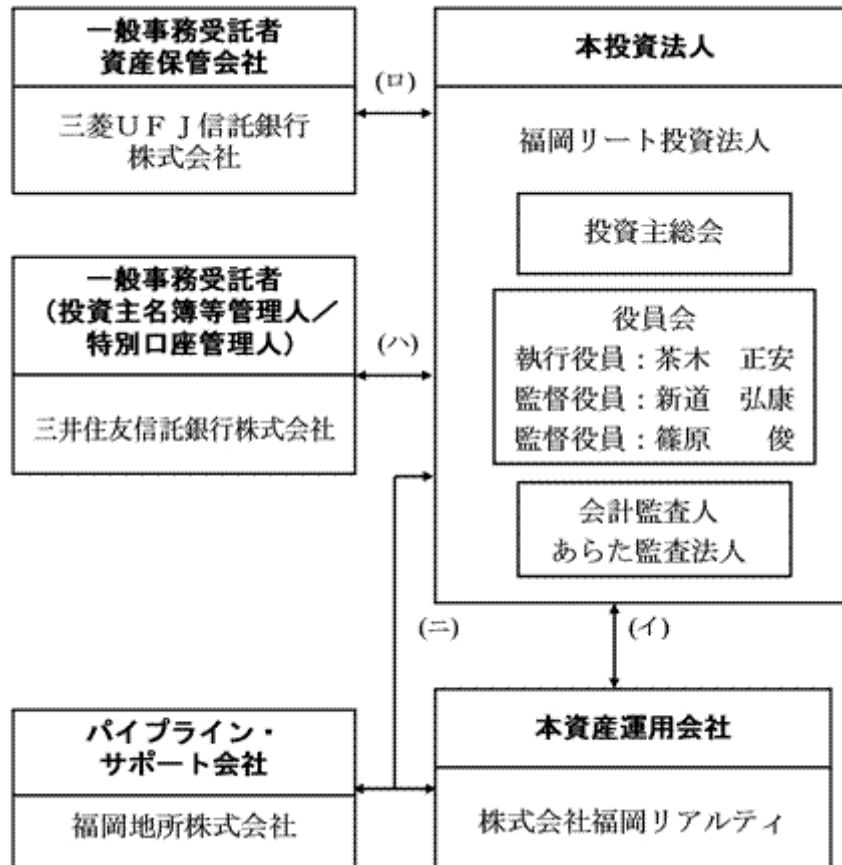 一般事務受託者
資産保管会社
三菱UFJ信託銀行
株式会社
(ロ)
本投資法人
福岡リート投資法人
投資主総会
役員会
執行役員：茶木　正安
監督役員：新道　弘康
監督役員：篠原　　俊
会計監査人
あらた監査法人
一般事務受託者
（投資主名簿等管理人／
特別口座管理人）
三井住友信託銀行株式会社
(ハ)
(ニ)
(イ)
パイプライン・
サポート会社
福岡地所株式会社
本資産運用会社
株式会社福岡リアルティ